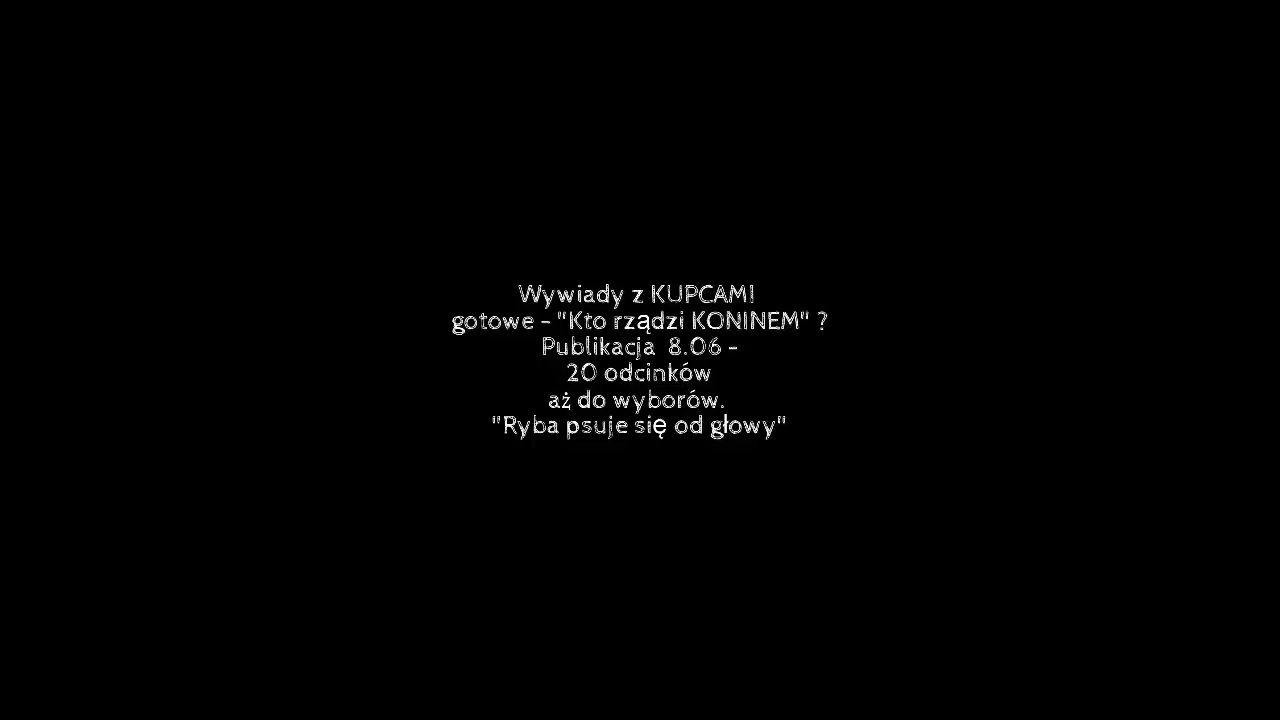 Wywiady z KUPCAMI
gotowe - "Kto rządzi KONINEM" ?
Publikacja 8.06 -
20 odcinków
aż do wyborów.
"Ryba psuje się od głowy"